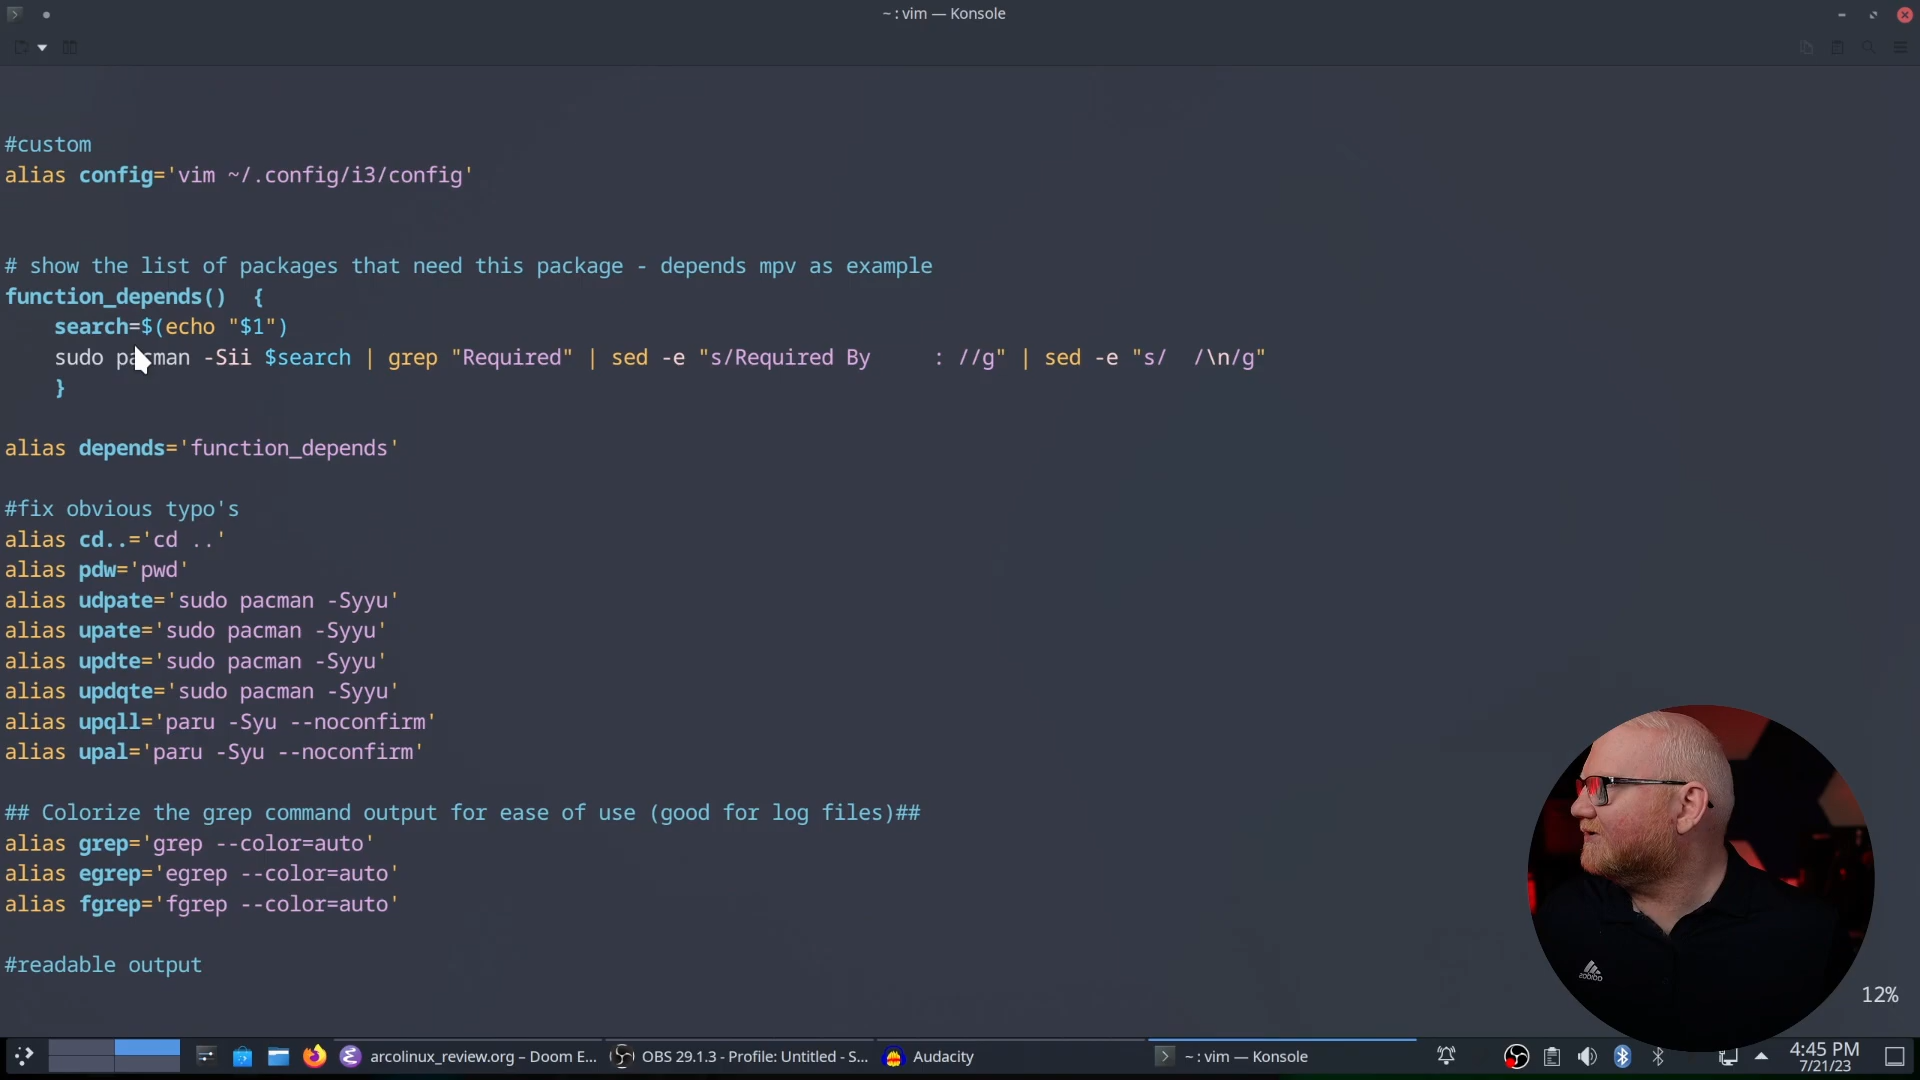 ~ : vim — Konsole
#custom
alias config='vim ~/.config/i3/config'
# show the list of packages that need this package - depends mpv as example
function_depends()  {
    search=$(echo "$1")
    sudo pacman -Sii $search | grep "Required" | sed -e "s/Required By     : //g" | sed -e "s/  /\n/g"
    }
alias depends='function_depends'
#fix obvious typo's
alias cd..='cd ..'
alias pdw='pwd'
alias udpate='sudo pacman -Syyu'
alias upate='sudo pacman -Syyu'
alias updte='sudo pacman -Syyu'
alias updqte='sudo pacman -Syyu'
alias upqll='paru -Syu --noconfirm'
alias upal='paru -Syu --noconfirm'
## Colorize the grep command output for ease of use (good for log files)##
alias grep='grep --color=auto'
alias egrep='egrep --color=auto'
alias fgrep='fgrep --color=auto'
#readable output
12%
arcolinux_review.org – Doom E...
OBS 29.1.3 - Profile: Untitled - S...
Audacity
~ : vim — Konsole
4:45 PM
7/21/23